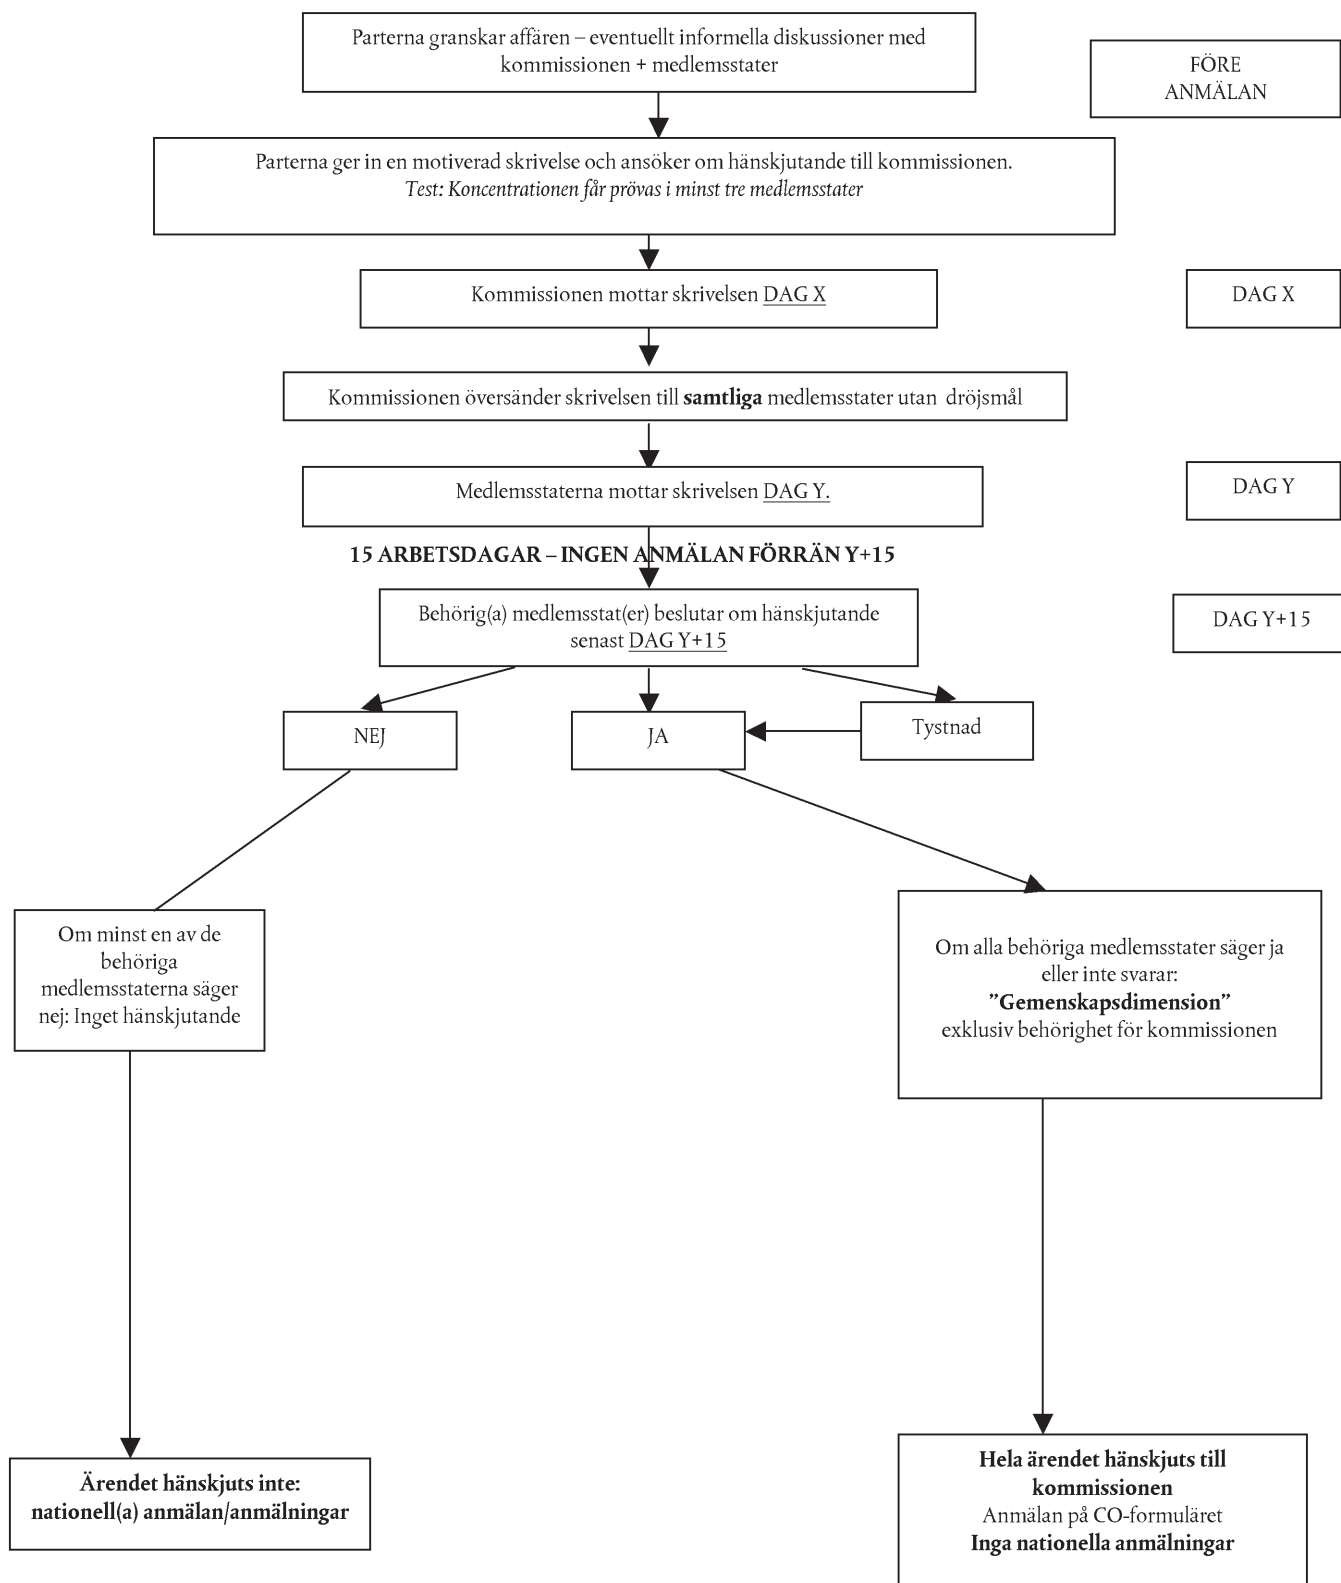 Parterna granskar affären – eventuellt informella diskussioner med
kommissionen + medlemsstater
FÖRE
ANMÄLAN
Parterna ger in en motiverad skrivelse och ansöker om hänskjutande till kommissionen.
Test: Koncentrationen får prövas i minst tre medlemsstater
Kommissionen mottar skrivelsen DAG X
DAG X
Kommissionen översänder skrivelsen till samtliga medlemsstater utan dröjsmål
Medlemsstaterna mottar skrivelsen DAG Y.
DAG Y
15 ARBETSDAGAR – INGEN ANMÄLAN FÖRRÄN Y+15
Behörig(a) medlemsstat(er) beslutar om hänskjutande
senast DAG Y+15
DAG Y+15
NEJ
JA
Tystnad
Om minst en av de
behöriga
medlemsstaterna säger
nej: Inget hänskjutande
Om alla behöriga medlemsstater säger ja
eller inte svarar:
”Gemenskapsdimension”
exklusiv behörighet för kommissionen
Ärendet hänskjuts inte:
nationell(a) anmälan/anmälningar
Hela ärendet hänskjuts till
kommissionen
Anmälan på CO-formuläret
Inga nationella anmälningar